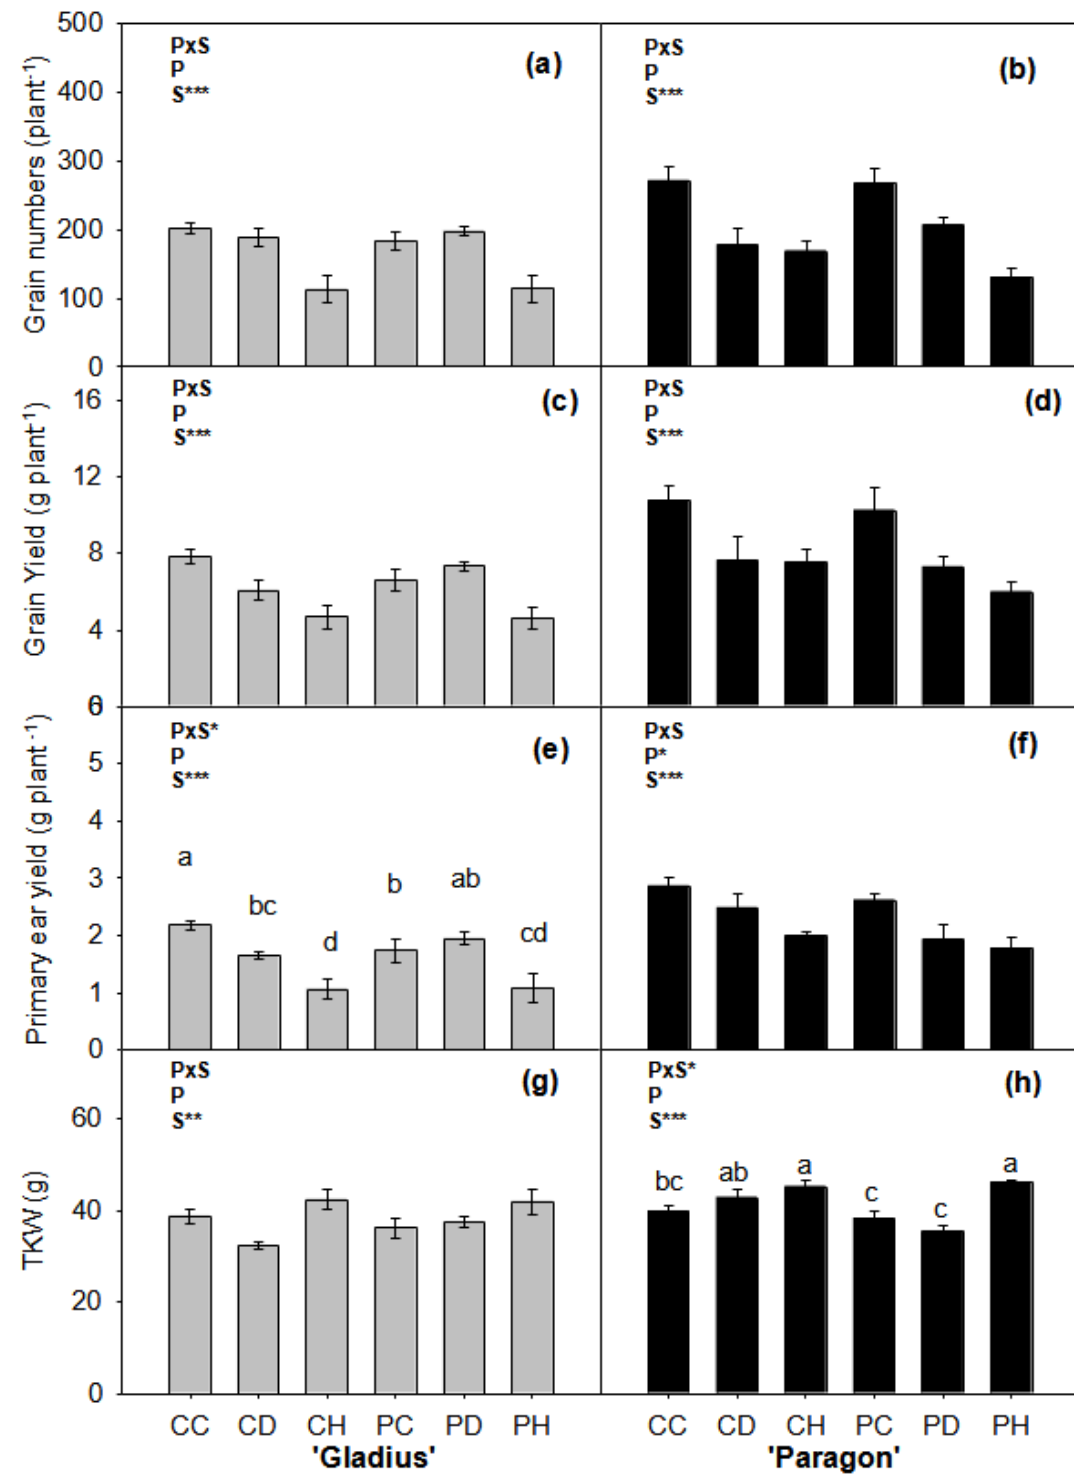 500
400
300
200
100
0
Grain numbers (plant⁻¹)
PxS
P
S***
(a)
PxS
P
S***
(b)
16
12
8
4
0
Grain Yield (g plant⁻¹)
PxS
P
S***
(c)
PxS
P
S***
(d)
6
5
4
3
2
1
0
Primary ear yield (g plant ⁻¹)
PxS*
P
S***
(e)
a
bc
d
b
ab
cd
PxS
P*
S***
(f)
60
40
20
0
TKW (g)
PxS
P
S**
(g)
PxS*
P
S***
(h)
bc
ab
a
c
c
a
CC CD CH PC PD PH
CC CD CH PC PD PH
'Gladius'
'Paragon'